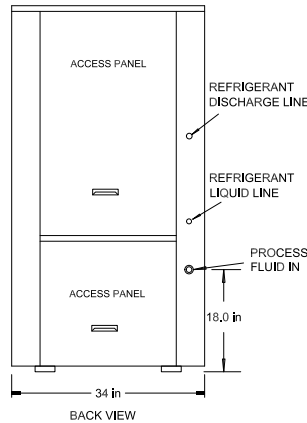 ACCESS PANEL
REFRIGERANT
DISCHARGE LINE
REFRIGERANT
LIQUID LINE
PROCESS
FLUID IN
ACCESS PANEL
18.0 in
34 in
BACK VIEW